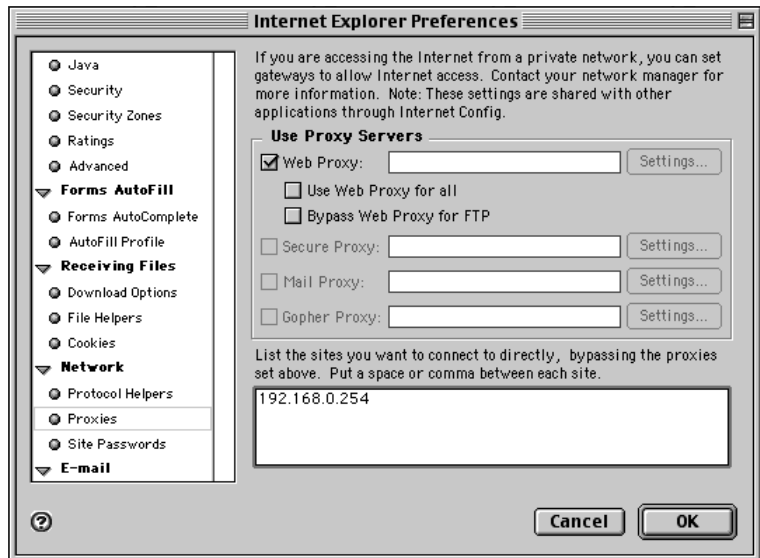 Internet Explorer Preferences
Java
Security
Security Zones
Ratings
Advanced
Forms AutoFill
Forms AutoComplete
AutoFill Profile
Receiving Files
Download Options
File Helpers
Cookies
Network
Protocol Helpers
Proxies
Site Passwords
E-mail
If you are accessing the Internet from a private network, you can set
gateways to allow Internet access. Contact your network manager for
more information. Note: These settings are shared with other
applications through Internet Config.
Use Proxy Servers
Web Proxy: Settings...
Use Web Proxy for all
Bypass Web Proxy for FTP
Secure Proxy: Settings...
Mail Proxy: Settings...
Gopher Proxy: Settings...
List the sites you want to connect to directly, bypassing the proxies
set above. Put a space or comma between each site.
192.168.0.254
?
Cancel OK